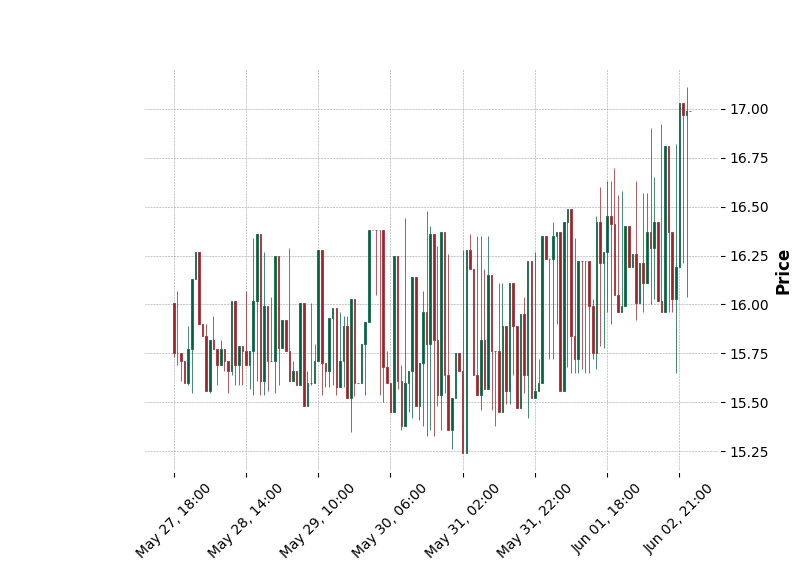 17.00
16.75
16.50
16.25
16.00
15.75
15.50
15.25
Price
May 27, 18:00
May 28, 14:00
May 29, 10:00
May 30, 06:00
May 31, 02:00
May 31, 22:00
Jun 01, 18:00
Jun 02, 21:00